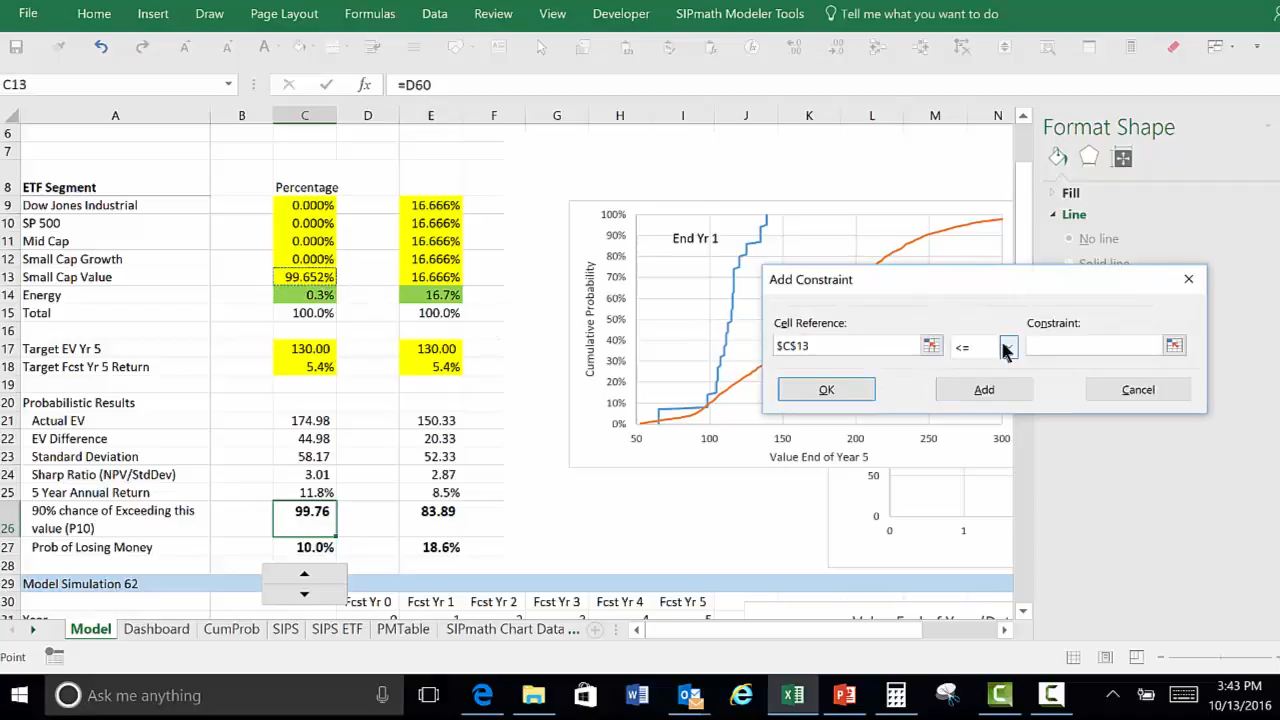 File Home Insert Draw Page Layout Formulas Data Review View Developer SIPmath Modeler Tools Tell me what you want to do
C13 fx =D60
A B C D E F G H I J K L M N
6
7
8 ETF Segment Percentage
9 Dow Jones Industrial 0.000% 16.666%
10 SP 500 0.000% 16.666%
11 Mid Cap 0.000% 16.666%
12 Small Cap Growth 0.000% 16.666%
13 Small Cap Value 99.652% 16.666%
14 Energy 0.3% 16.7%
15 Total 100.0% 100.0%
16
17 Target EV Yr 5 130.00 130.00
18 Target Fcst Yr 5 Return 5.4% 5.4%
19
20 Probabilistic Results
21 Actual EV 174.98 150.33
22 EV Difference 44.98 20.33
23 Standard Deviation 58.17 52.33
24 Sharp Ratio (NPV/StdDev) 3.01 2.87
25 5 Year Annual Return 11.8% 8.5%
90% chance of Exceeding this 99.76 83.89
26 value (P10)
27 Prob of Losing Money 10.0% 18.6%
28
29 Model Simulation 62
30 Fcst Yr 0 Fcst Yr 1 Fcst Yr 2 Fcst Yr 3 Fcst Yr 4 Fcst Yr 5
100%
90%
80%
70%
60%
50%
40%
30%
20%
10%
0%
Cumulative Probability
End Yr 1
50 100 150 200 250 300
Value End of Year 5
50
0
0 1
Add Constraint
Cell Reference: Constraint:
$C$13 <=
OK Add Cancel
Format Shape
Fill
Line
No line
Solid line
Model Dashboard CumProb SIPS SIPS ETF PMTable SIPmath Chart Data ...
Point
Ask me anything
3:43 PM
10/13/2016